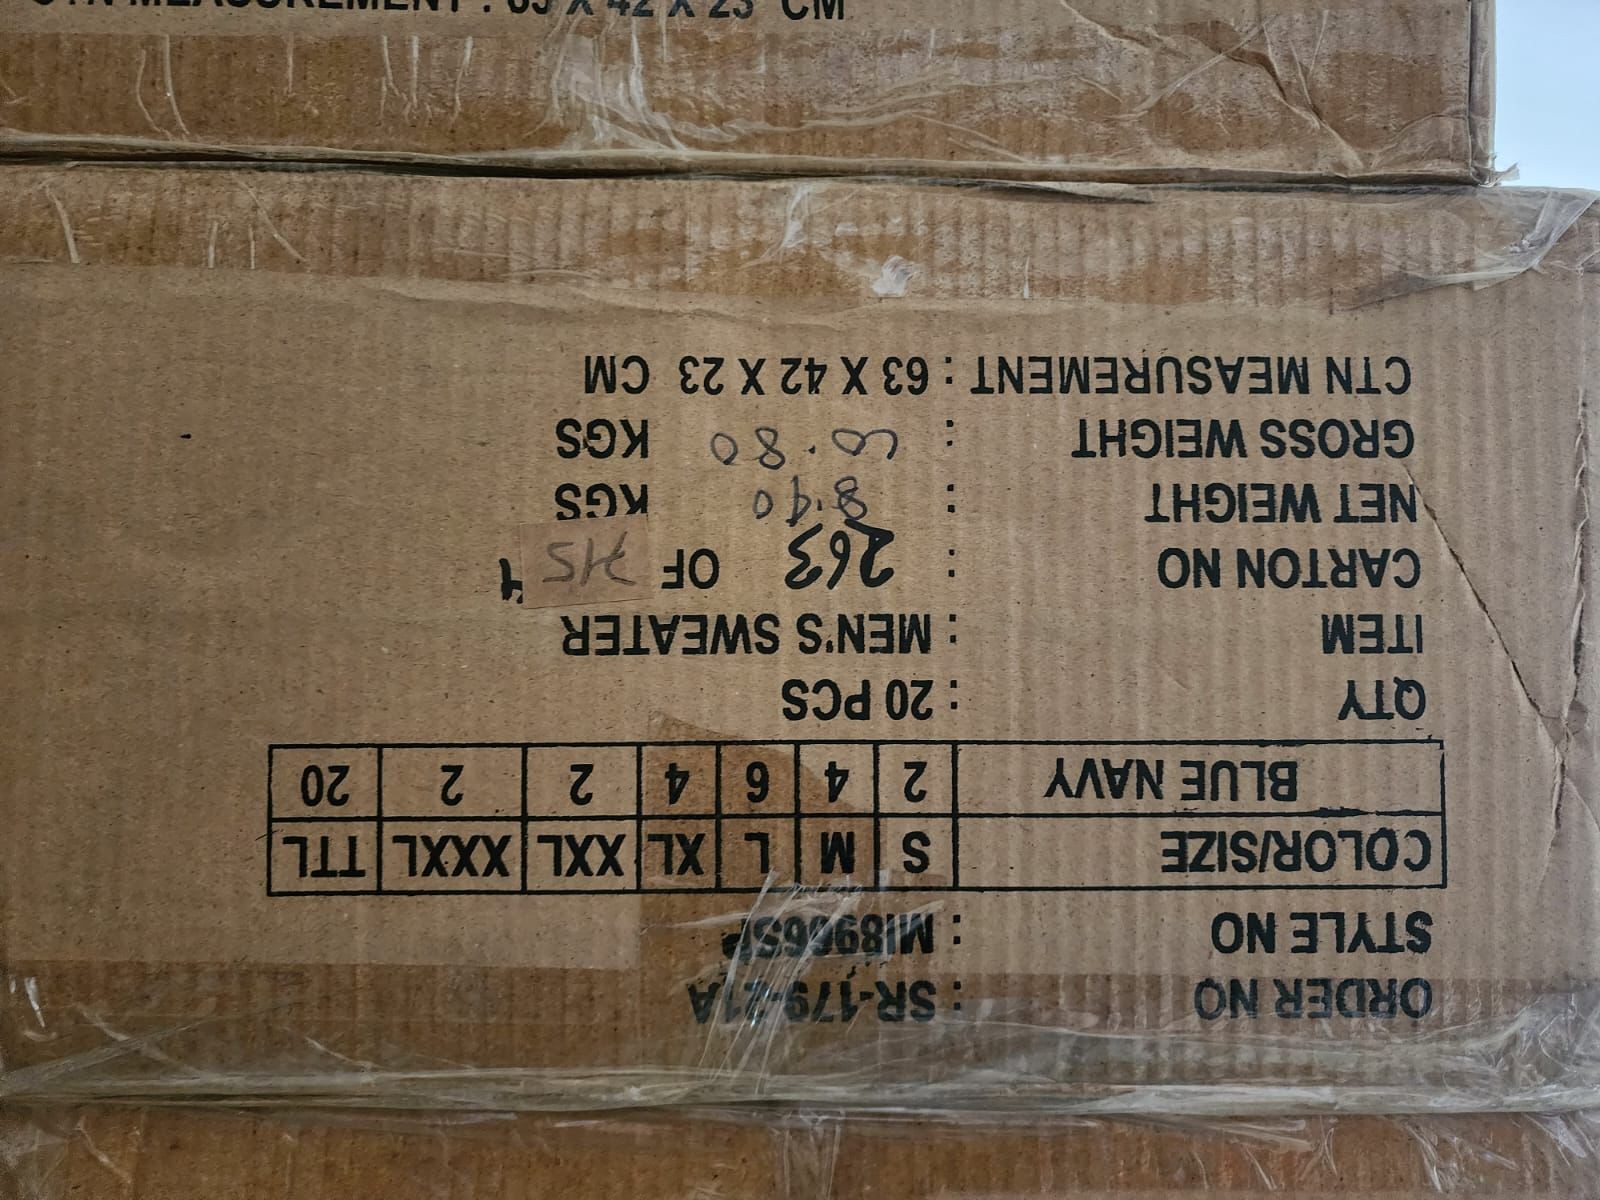 CTN MEASUREMENT : 63 X 42 X 23 CM
ORDER NO : SR-179-21A
STYLE NO : MI8966SP
COLOR/SIZE S M L XL XXL XXXL TTL
BLUE NAVY 2 4 6 4 2 2 20
QTY : 20 PCS
ITEM : MEN'S SWEATER
CARTON NO : 263 OF
NET WEIGHT : 8.40 KGS
GROSS WEIGHT : 10.80 KGS
CTN MEASUREMENT : 63 X 42 X 23 CM